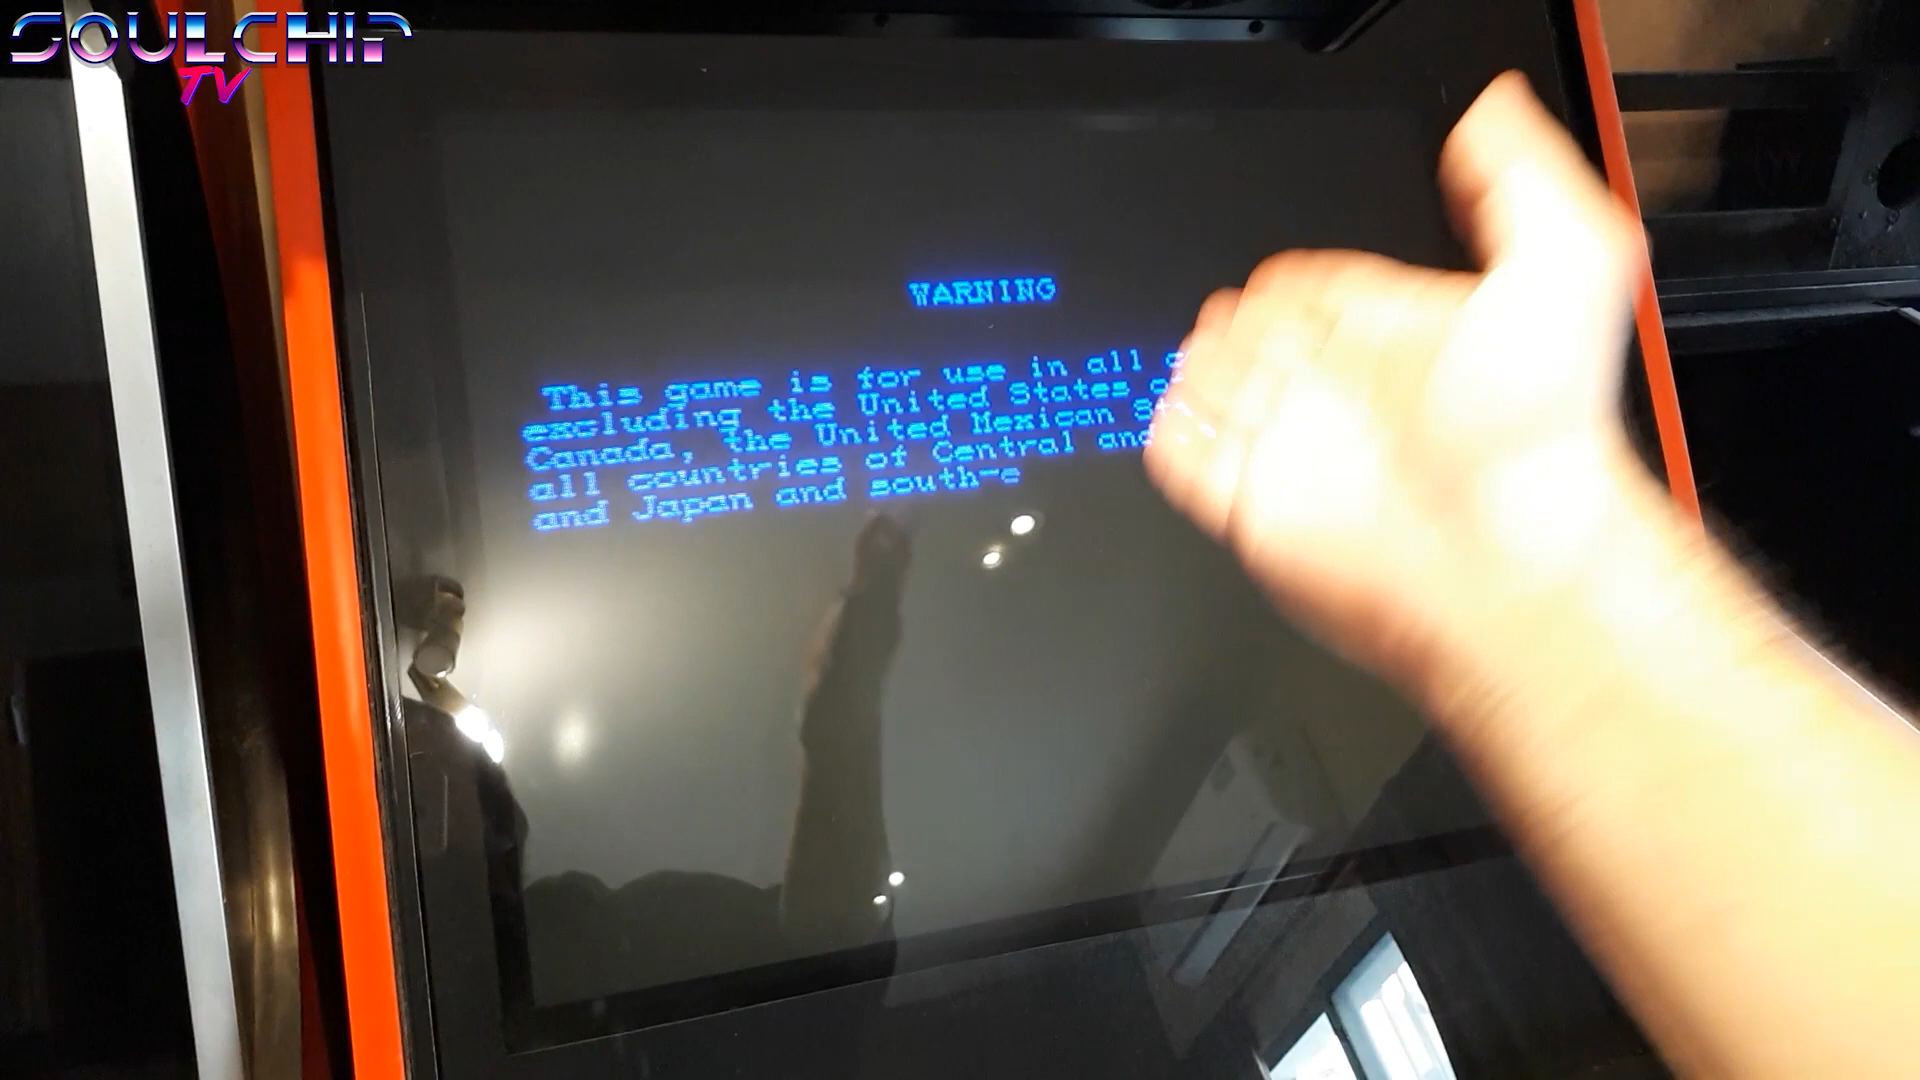 SOULCHIP
TV
WARNING
This game is for use in all
excluding the United States
Canada, the United Mexican
all countries of Central and
and Japan and south-e